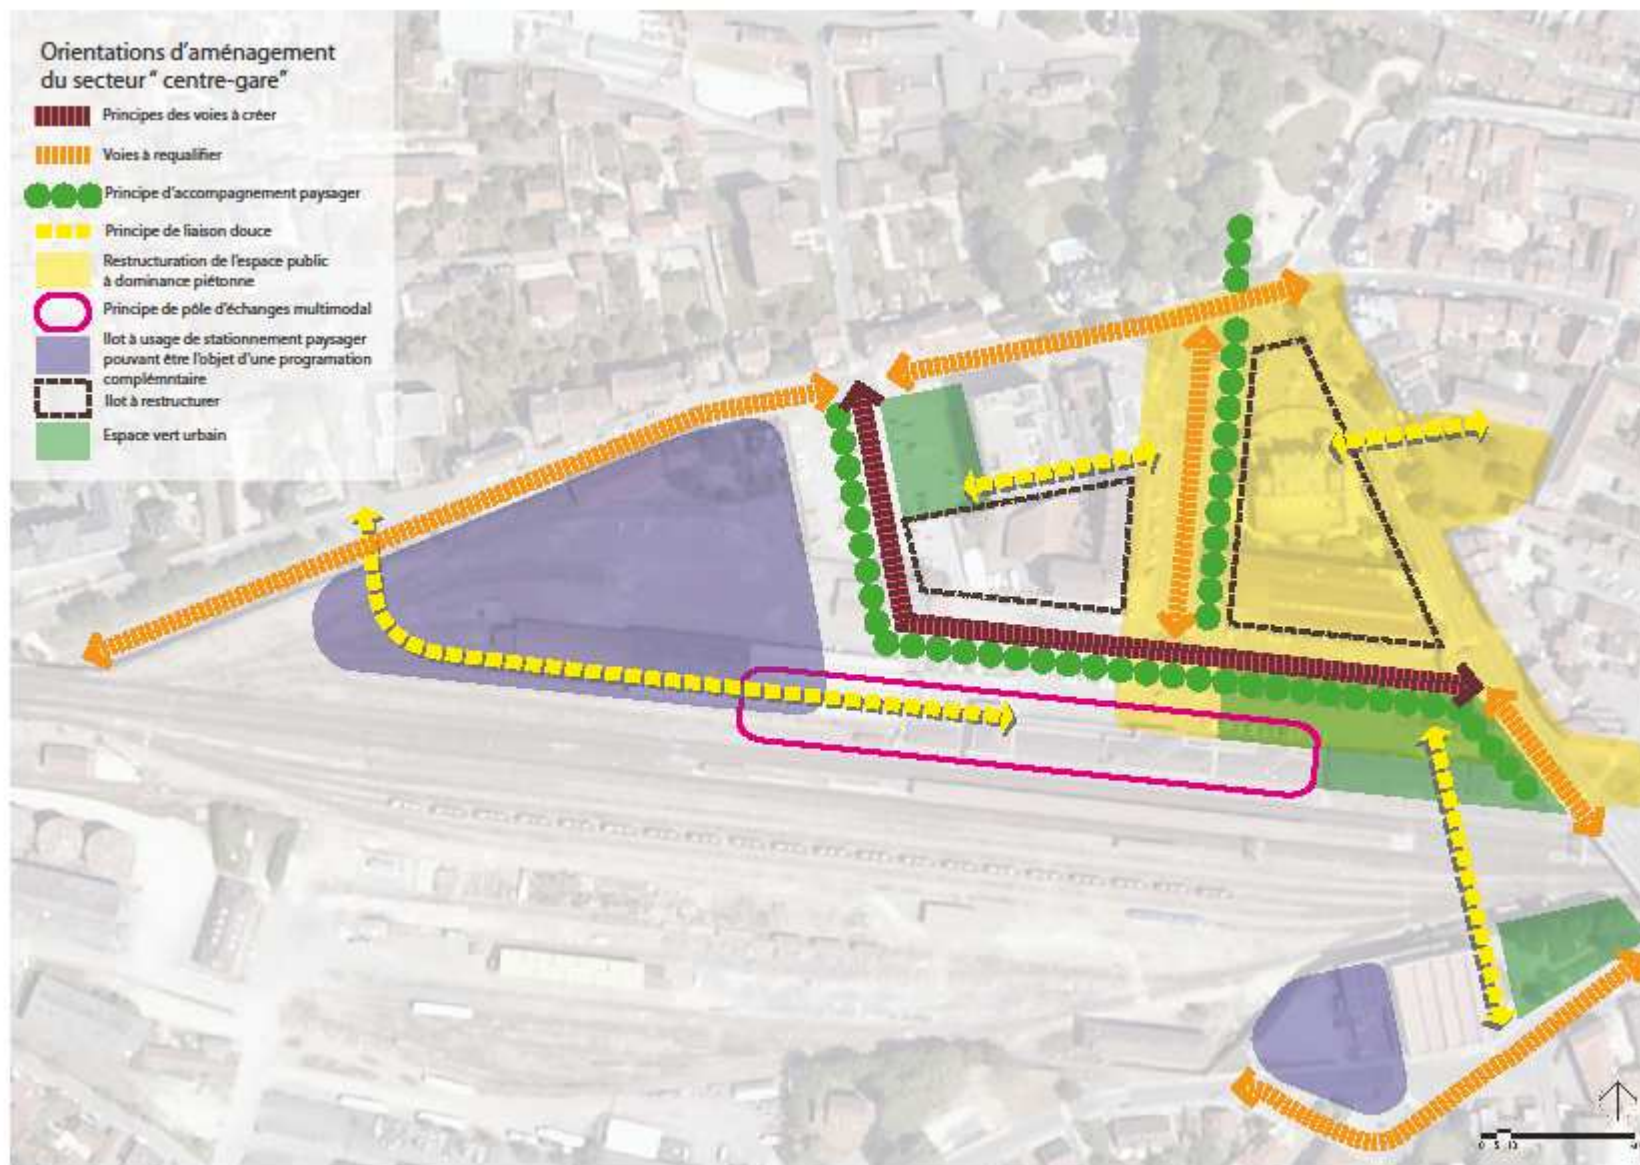 Orientations d'aménagement
du secteur " centre-gare"
Principes des voies à créer
Voies à requalifier
Principe d'accompagnement paysager
Principe de liaison douce
Restructuration de l'espace public
à dominance piétonne
Principe de pôle d'échanges multimodal
Ilot à usage de stationnement paysager
pouvant être l'objet d'une programation
complémntaire
Ilot à restructurer
Espace vert urbain